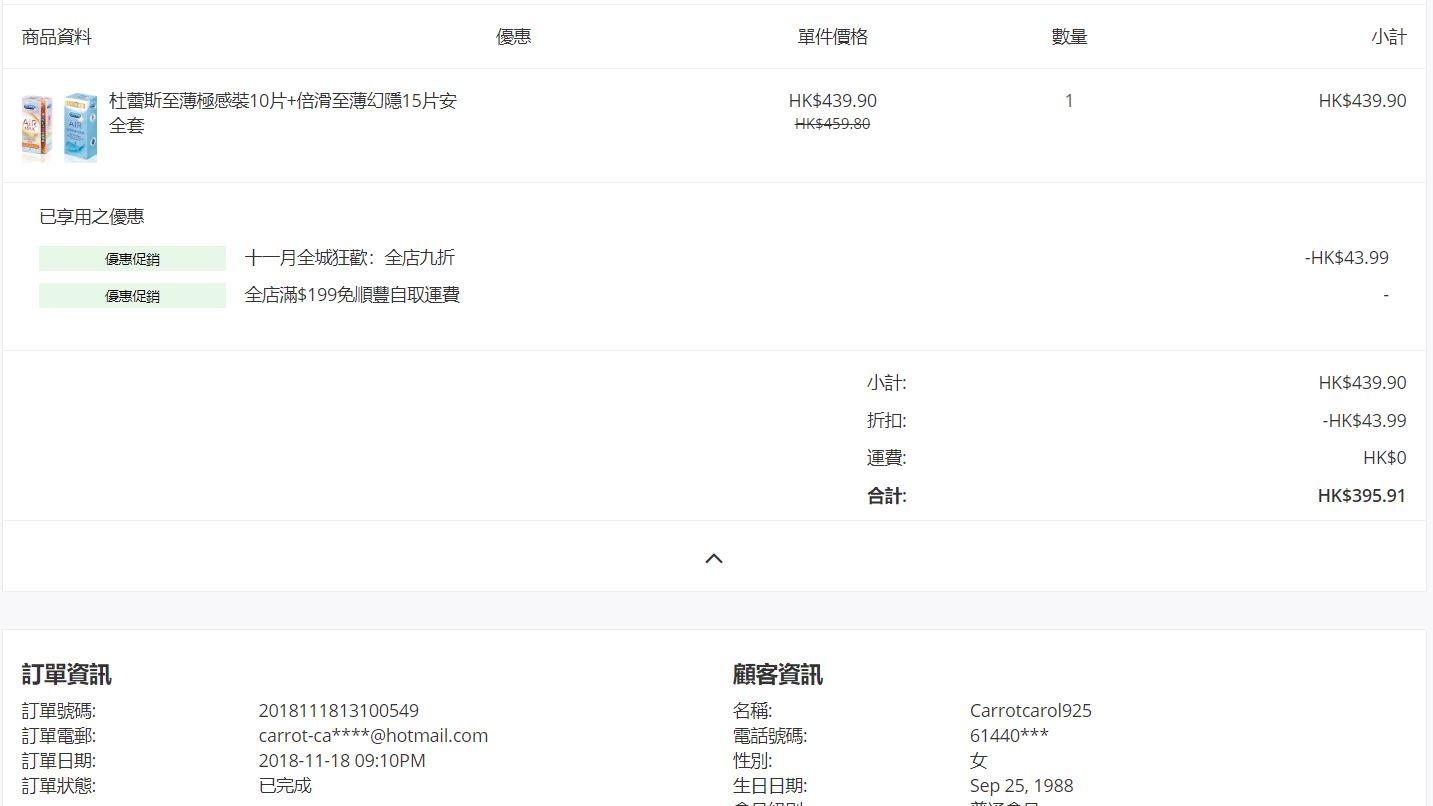 商品資料 優惠 單件價格 數量 小計
杜蕾斯至薄極感裝10片+倍滑至薄幻隱15片安 HK$439.90 1 HK$439.90
全套 HK$459.80
AiR AiR
已享用之優惠
優惠促銷 十一月全城狂歡：全店九折 -HK$43.99
優惠促銷 全店滿$199免順豐自取運費 -
小計: HK$439.90
折扣: -HK$43.99
運費: HK$0
合計: HK$395.91
訂單資訊 顧客資訊
訂單號碼: 2018111813100549 名稱: Carrotcarol925
訂單電郵: carrot-ca****@hotmail.com 電話號碼: 61440***
訂單日期: 2018-11-18 09:10PM 性別: 女
訂單狀態: 已完成 生日日期: Sep 25, 1988